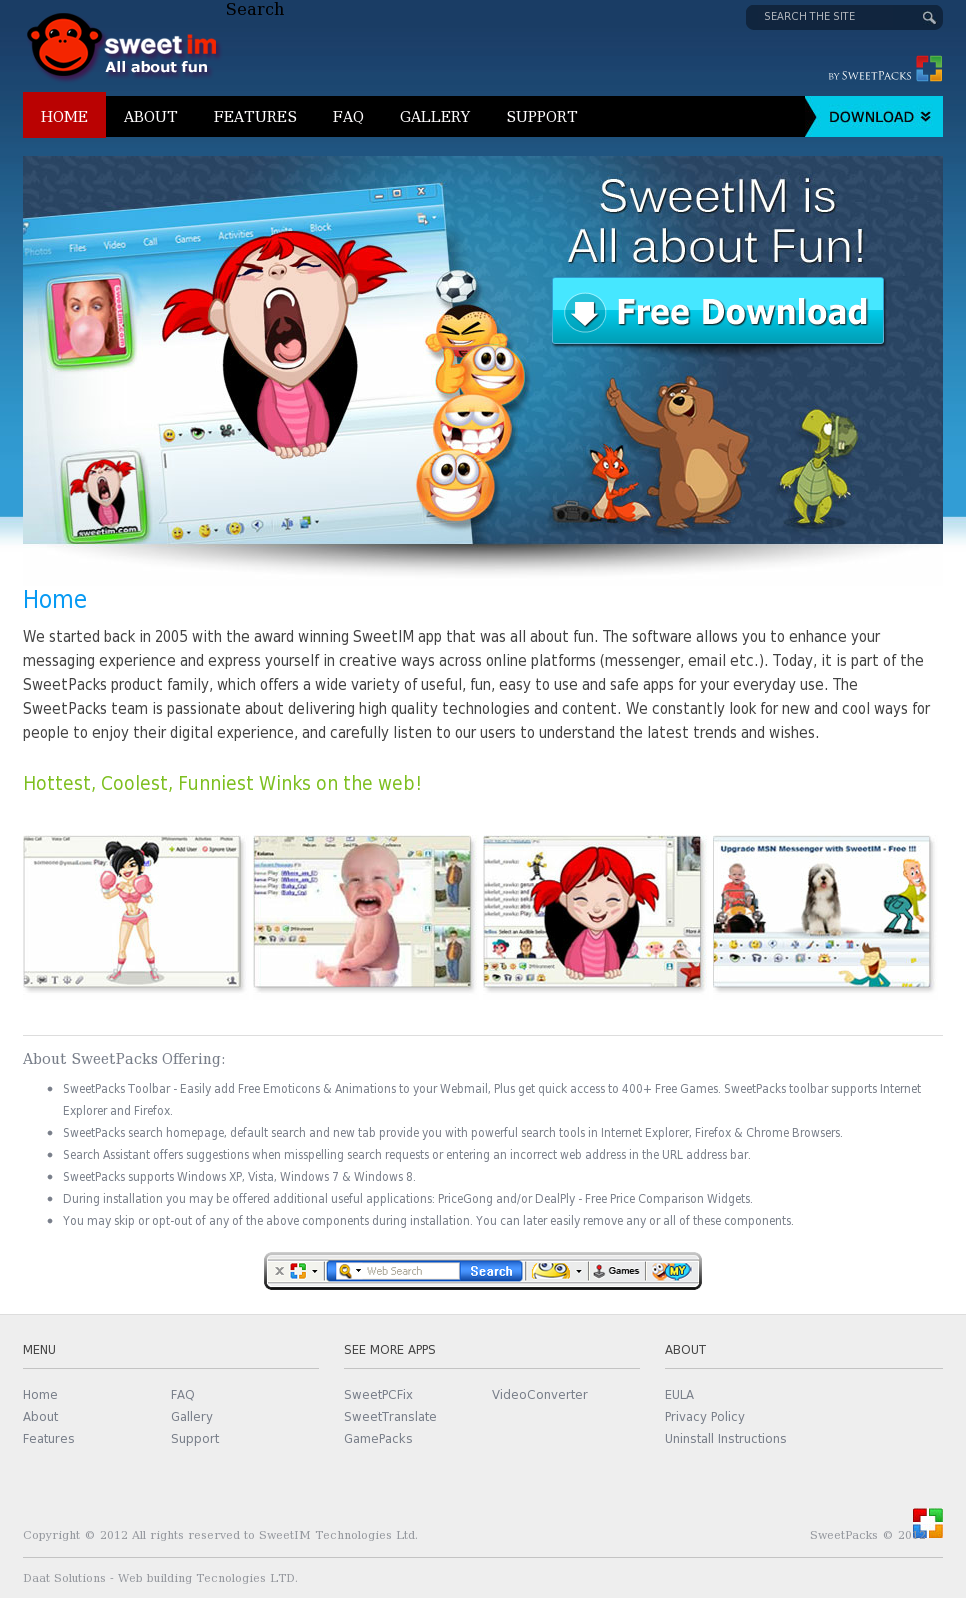 Search
SEARCH THE SITE
sweet im
All about fun
BY SWEETPACKS
HOME
ABOUT
FEATURES
FAQ
GALLERY
SUPPORT
DOWNLOAD
Photos Files Video Call Games Activities Invite Block
SweetIM is
All about Fun!
Free Download
sweetim.com
Home
We started back in 2005 with the award winning SweetIM app that was all about fun. The software allows you to enhance your
messaging experience and express yourself in creative ways across online platforms (messenger, email etc.). Today, it is part of the
SweetPacks product family, which offers a wide variety of useful, fun, easy to use and safe apps for your everyday use. The
SweetPacks team is passionate about delivering high quality technologies and content. We constantly look for new and cool ways for
people to enjoy their digital experience, and carefully listen to our users to understand the latest trends and wishes.
Hottest, Coolest, Funniest Winks on the web!
Add User Ignore User
someone@ymail.com: Play
Upgrade MSN Messenger with SweetIM - Free !!!
About SweetPacks Offering:
• SweetPacks Toolbar - Easily add Free Emoticons & Animations to your Webmail, Plus get quick access to 400+ Free Games. SweetPacks toolbar supports Internet
Explorer and Firefox.
• SweetPacks search homepage, default search and new tab provide you with powerful search tools in Internet Explorer, Firefox & Chrome Browsers.
• Search Assistant offers suggestions when misspelling search requests or entering an incorrect web address in the URL address bar.
• SweetPacks supports Windows XP, Vista, Windows 7 & Windows 8.
• During installation you may be offered additional useful applications: PriceGong and/or DealPly - Free Price Comparison Widgets.
• You may skip or opt-out of any of the above components during installation. You can later easily remove any or all of these components.
Web Search Search Games MY
MENU
Home
About
Features
FAQ
Gallery
Support
SEE MORE APPS
SweetPCFix
SweetTranslate
GamePacks
VideoConverter
ABOUT
EULA
Privacy Policy
Uninstall Instructions
Copyright © 2012 All rights reserved to SweetIM Technologies Ltd.
SweetPacks ©
Daat Solutions - Web building Tecnologies LTD.